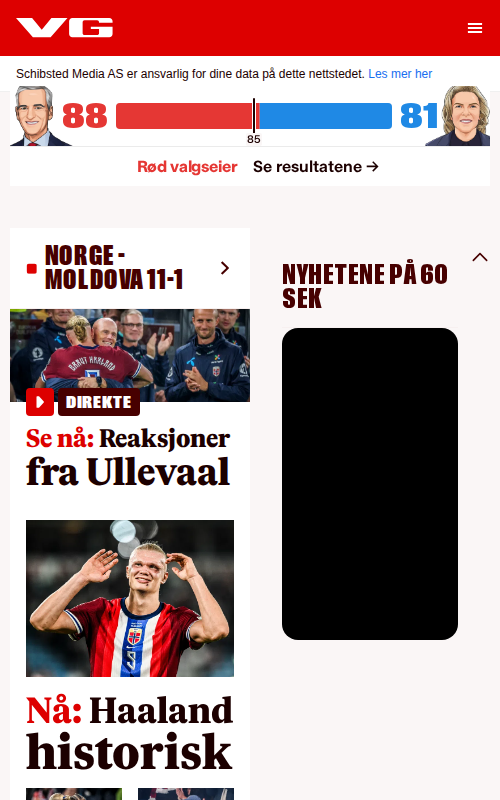 VG
Schibsted Media AS er ansvarlig for dine data på dette nettstedet. Les mer her
88
81
85
Rød valgseier Se resultatene →
NORGE -
MOLDOVA 11-1
BRAUT HAALAND
DIREKTE
Se nå: Reaksjoner
fra Ullevaal
Nå: Haaland
historisk
NYHETENE PÅ 60
SEK